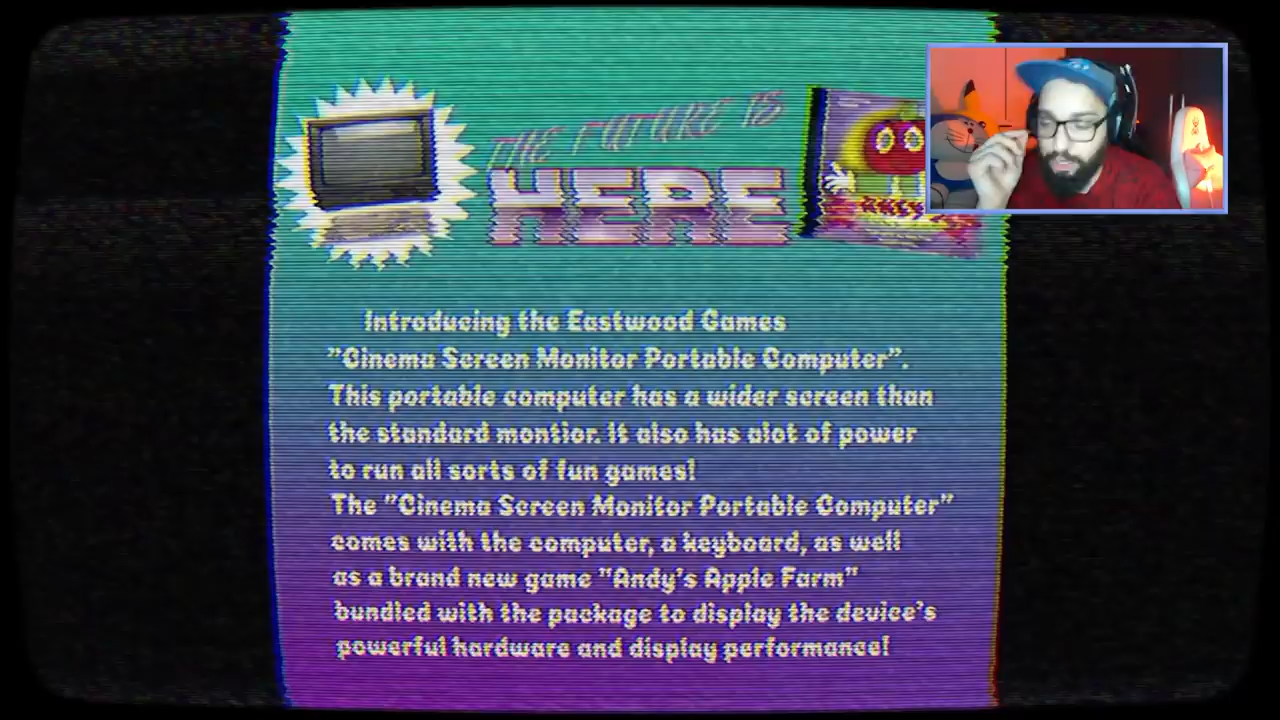 THE FUTURE IS
HERE
Introducing the Eastwood Games
"Cinema Screen Monitor Portable Computer".
This portable computer has a wider screen than
the standard montior. It also has alot of power
to run all sorts of fun games!
The "Cinema Screen Monitor Portable Computer"
comes with the computer, a keyboard, as well
as a brand new game "Andy's Apple Farm"
bundled with the package to display the device's
powerful hardware and display performance!